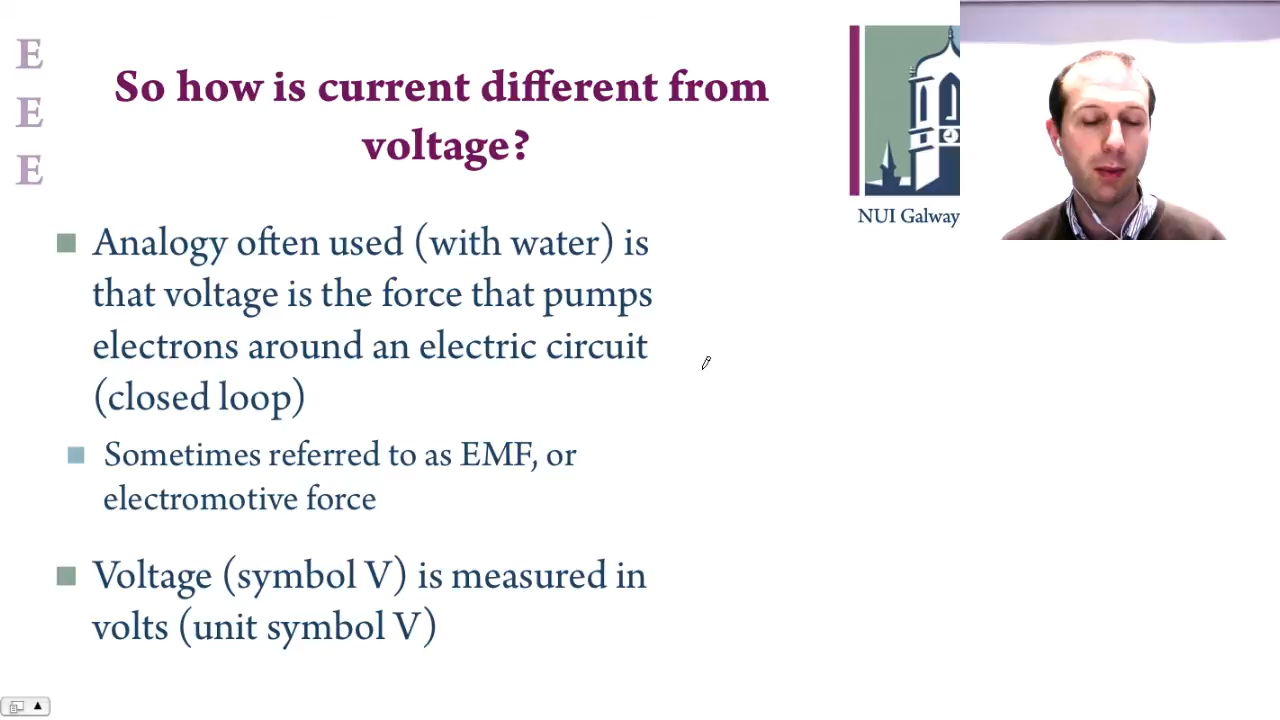 E
E
E
So how is current different from
voltage?
NUI Galway
Analogy often used (with water) is
that voltage is the force that pumps
electrons around an electric circuit
(closed loop)
Sometimes referred to as EMF, or
electromotive force
Voltage (symbol V) is measured in
volts (unit symbol V)